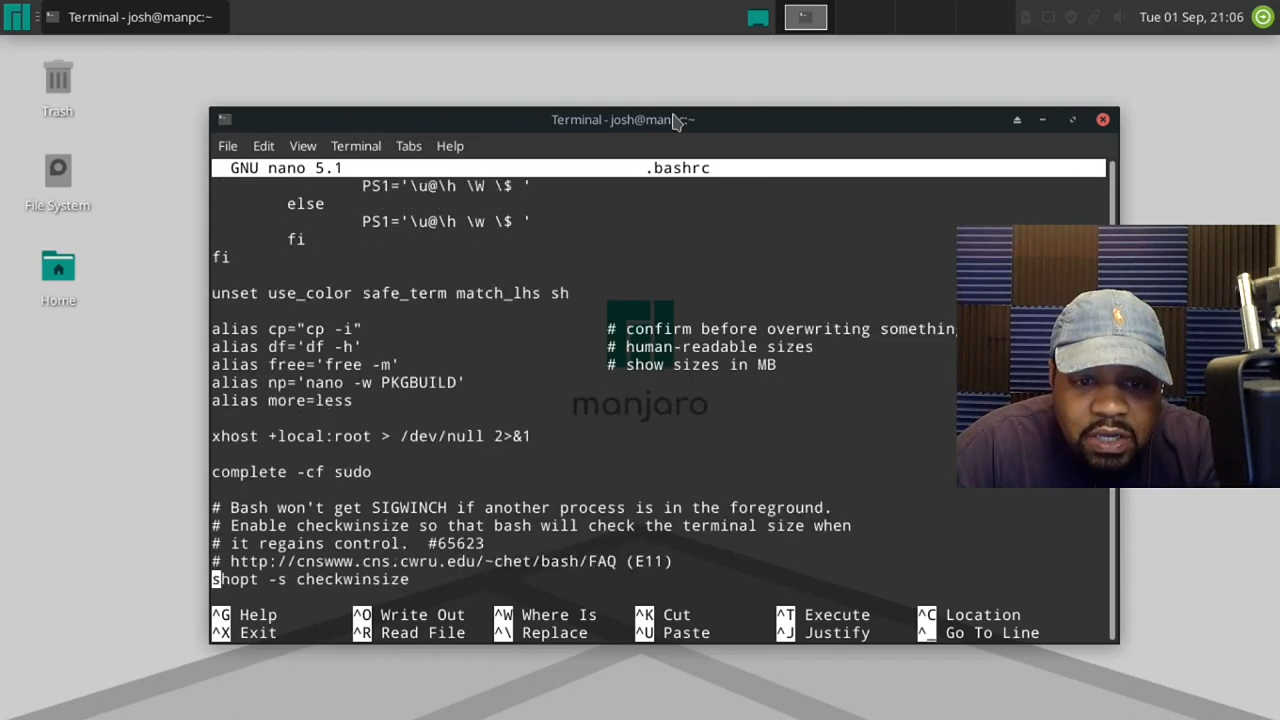 Terminal - josh@manpc:~
Tue 01 Sep, 21:06
Trash
File System
Home
Terminal - josh@manpc:~
File Edit View Terminal Tabs Help
GNU nano 5.1 .bashrc
PS1='\u@\h \W \$ '
else
PS1='\u@\h \w \$ '
fi
fi
unset use_color safe_term match_lhs sh
alias cp="cp -i" # confirm before overwriting something
alias df='df -h' # human-readable sizes
alias free='free -m' # show sizes in MB
alias np='nano -w PKGBUILD'
alias more=less
manjaro
xhost +local:root > /dev/null 2>&1
complete -cf sudo
# Bash won't get SIGWINCH if another process is in the foreground.
# Enable checkwinsize so that bash will check the terminal size when
# it regains control. #65623
# http://cnswww.cns.cwru.edu/~chet/bash/FAQ (E11)
shopt -s checkwinsize
^G Help ^O Write Out ^W Where Is ^K Cut ^T Execute ^C Location
^X Exit ^R Read File ^\ Replace ^U Paste ^J Justify ^_ Go To Line